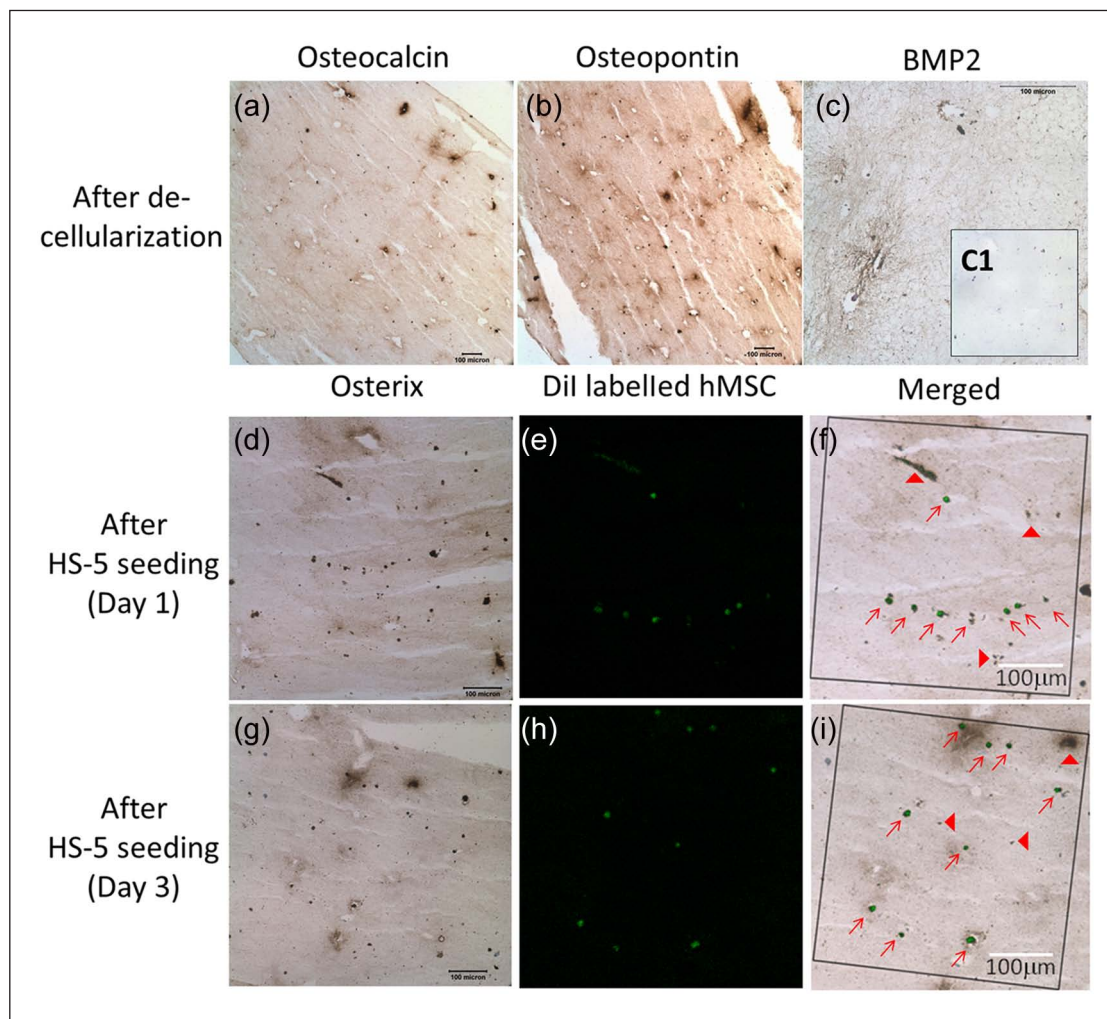 Osteocalcin
Osteopontin
BMP2
After de-
cellularization
(a)
(b)
(c)
100 micron
100 micron
100 micron
C1
Osterix
DiI labelled hMSC
Merged
After
HS-5 seeding
(Day 1)
(d)
(e)
(f)
100 micron
100μm
After
HS-5 seeding
(Day 3)
(g)
(h)
(i)
100 micron
100μm